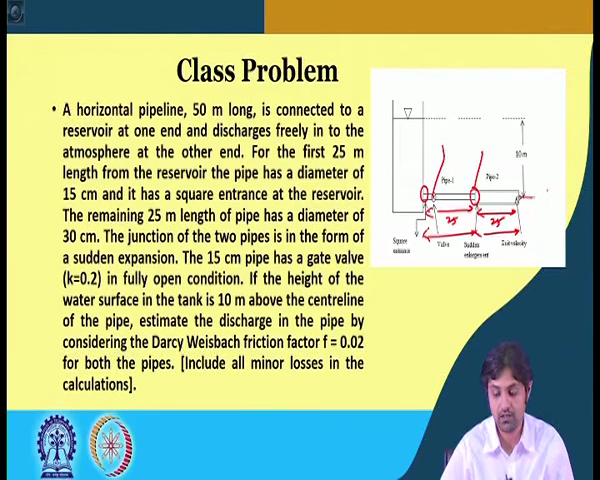 Class Problem
• A horizontal pipeline, 50 m long, is connected to a
reservoir at one end and discharges freely in to the
atmosphere at the other end. For the first 25 m
length from the reservoir the pipe has a diameter of
15 cm and it has a square entrance at the reservoir.
The remaining 25 m length of pipe has a diameter of
30 cm. The junction of the two pipes is in the form of
a sudden expansion. The 15 cm pipe has a gate valve
(k=0.2) in fully open condition. If the height of the
water surface in the tank is 10 m above the centreline
of the pipe, estimate the discharge in the pipe by
considering the Darcy Weisbach friction factor f = 0.02
for both the pipes. [Include all minor losses in the
calculations].
10 m
Pipe-1
Pipe-2
25
25
Square
entrance
Valve
Sudden
enlargement
Exit velocity